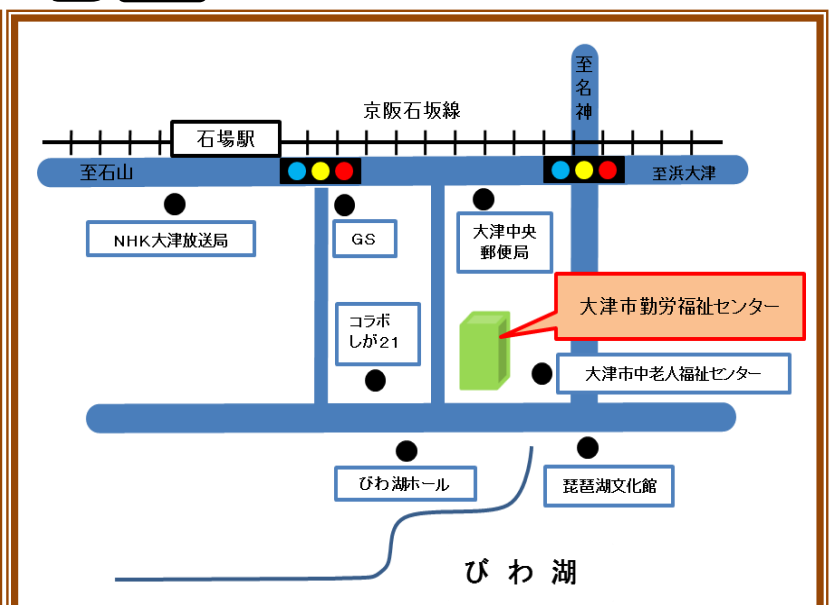 至名神
京阪石坂線
石場駅
至石山
至浜大津
NHK大津放送局
GS
大津中央
郵便局
大津市勤労福祉センター
コラボ
しが21
大津市中老人福祉センター
びわ湖ホール
琵琶湖文化館
びわ湖